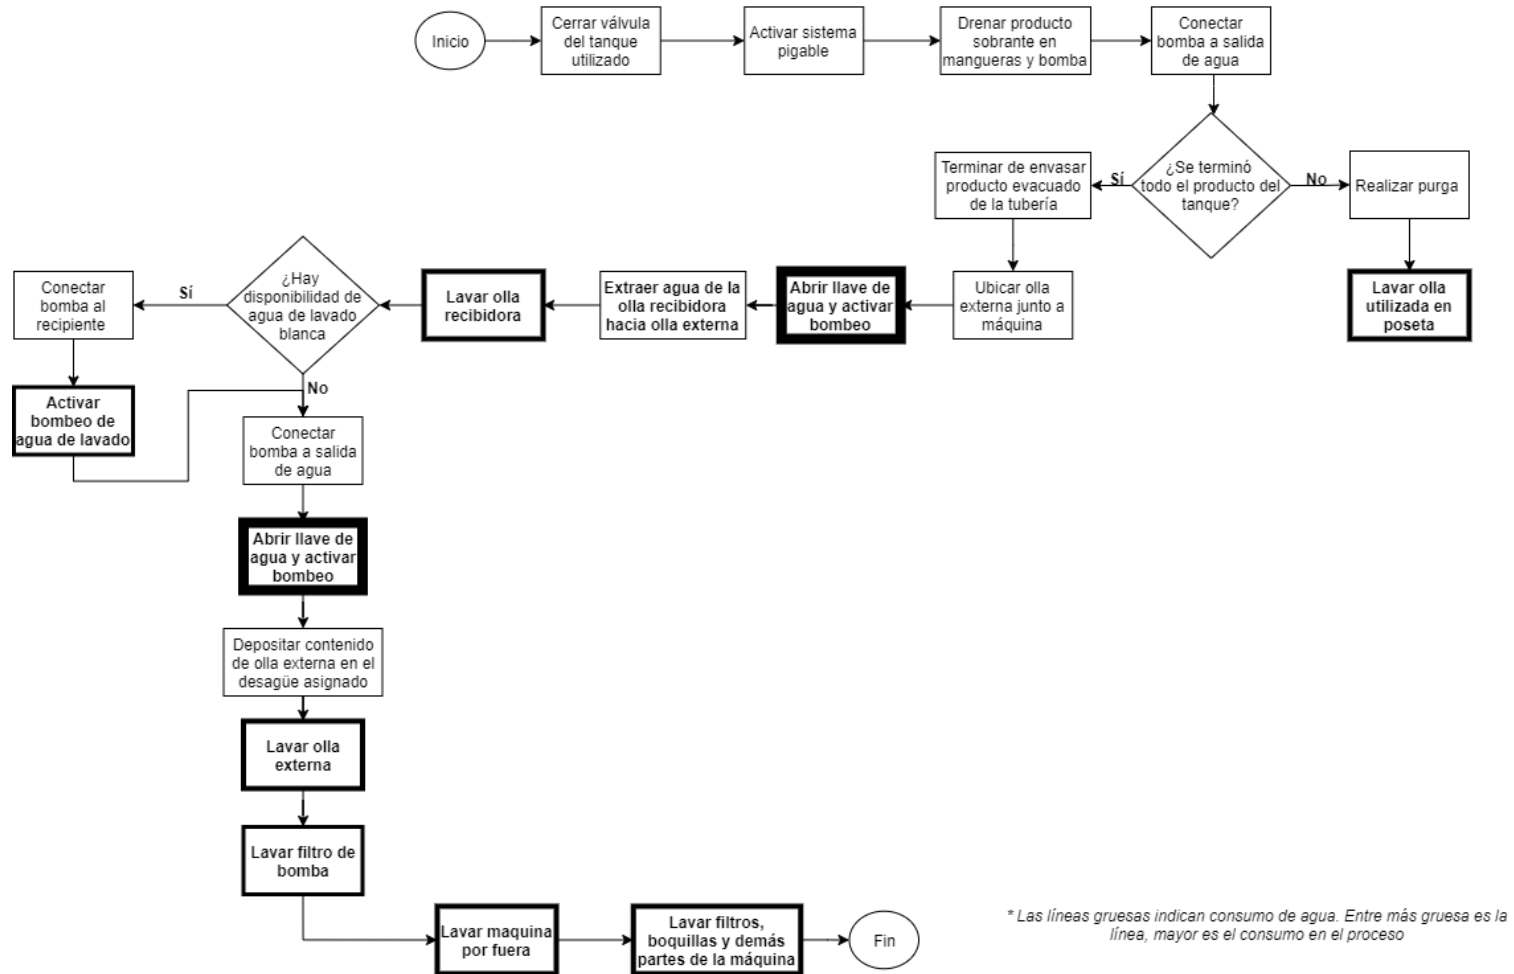 Inicio
Cerrar válvula
del tanque
utilizado
Activar sistema
pigable
Drenar producto
sobrante en
mangueras y bomba
Conectar
bomba a salida
de agua
¿Se terminó
todo el producto del
tanque?
Sí
No
Terminar de envasar
producto evacuado
de la tubería
Realizar purga
Lavar olla
utilizada en
poseta
Ubicar olla
externa junto a
máquina
Abrir llave de
agua y activar
bombeo
Extraer agua de la
olla recibidora
hacia olla externa
Lavar olla
recibidora
¿Hay
disponibilidad de
agua de lavado
blanca
Sí
No
Conectar
bomba al
recipiente
Activar
bombeo de
agua de lavado
Conectar
bomba a salida
de agua
Abrir llave de
agua y activar
bombeo
Depositar contenido
de olla externa en el
desagüe asignado
Lavar olla
externa
Lavar filtro de
bomba
Lavar maquina
por fuera
Lavar filtros,
boquillas y demás
partes de la máquina
Fin
* Las líneas gruesas indican consumo de agua. Entre más gruesa es la
línea, mayor es el consumo en el proceso